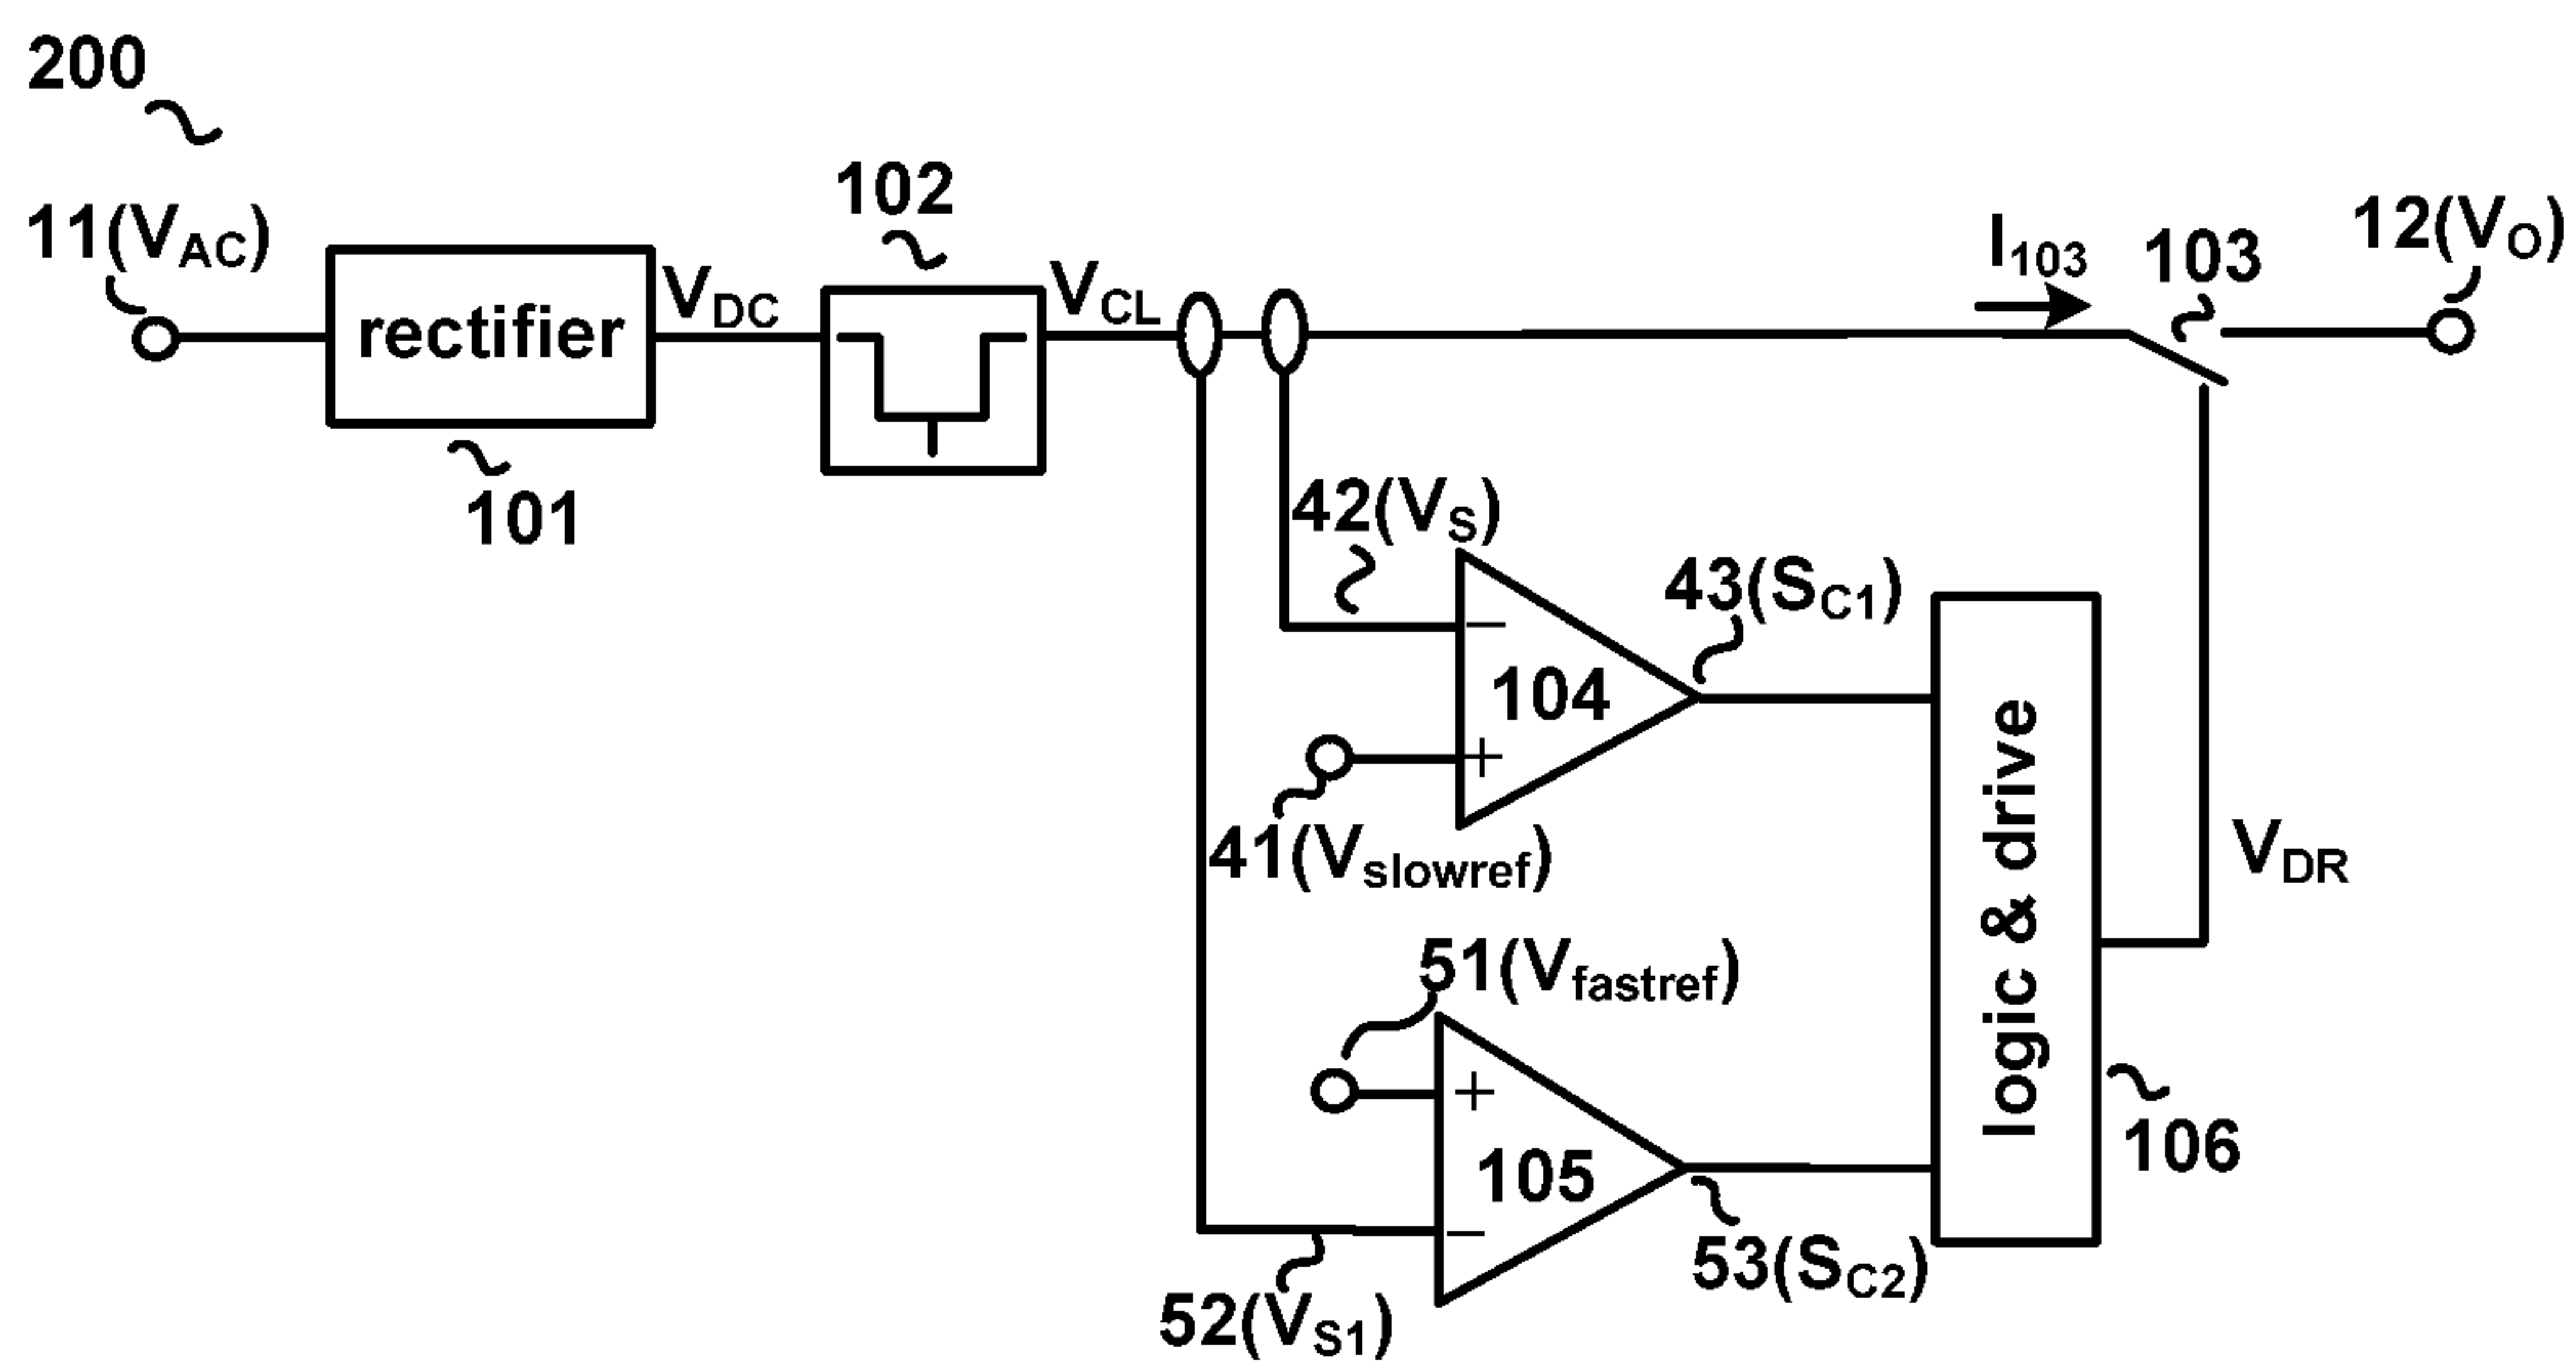 200
11(VAC)
rectifier
101
VDC
102
VCL
I103
103
12(VO)
42(VS)
104
43(SC1)
41(Vslowref)
51(Vfastref)
105
52(VS1)
53(SC2)
logic & drive
106
VDR